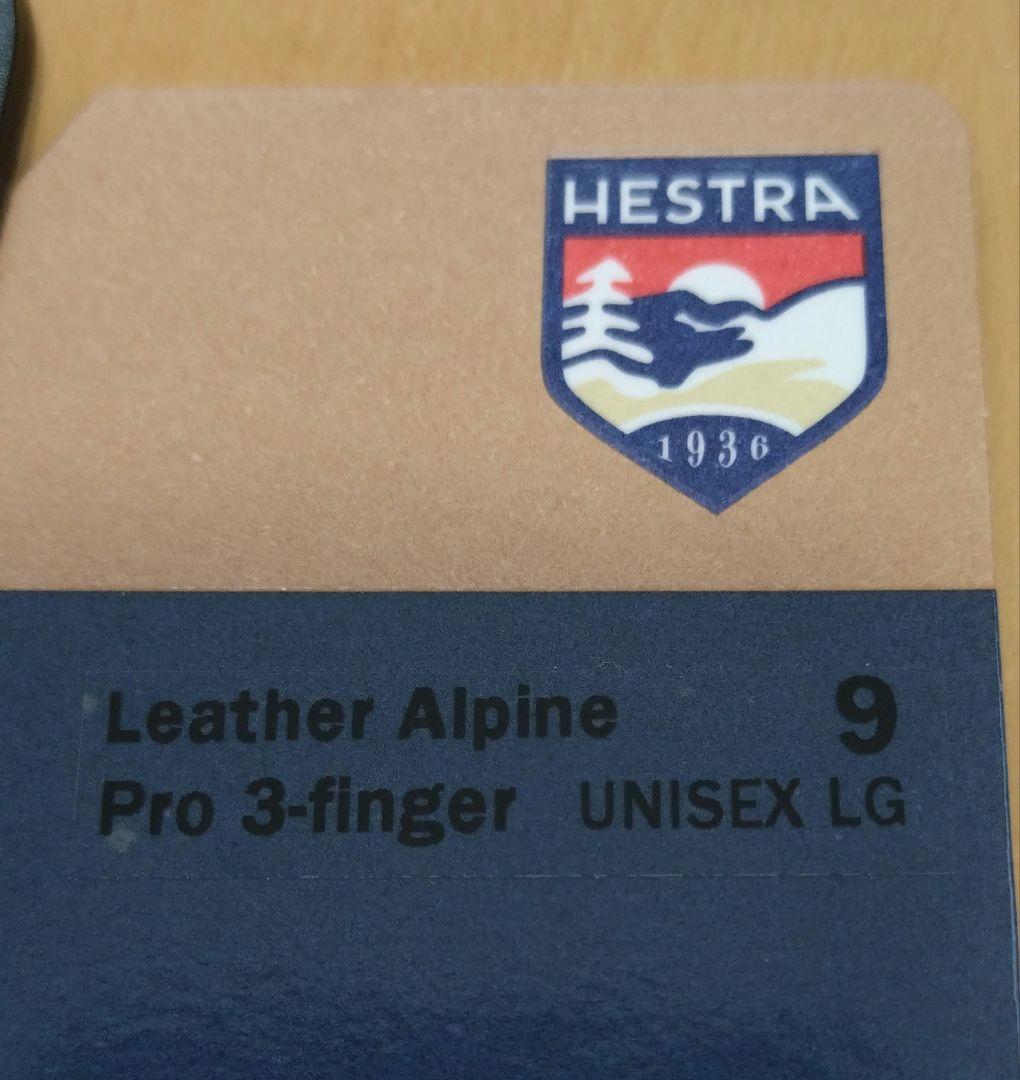 HESTRA
1936
Leather Alpine 9
Pro 3-finger UNISEX LG